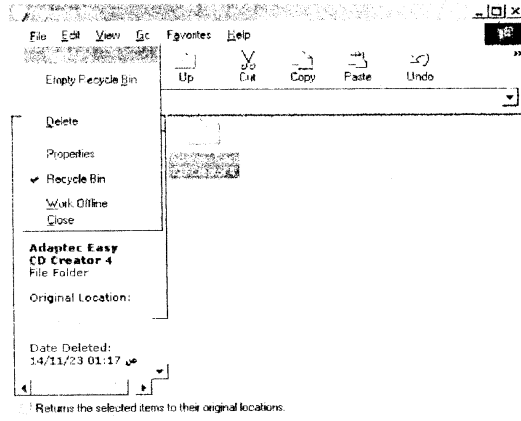 File Edit View Go Favorites Help
Up Cut Copy Paste Undo
Empty Recycle Bin
Delete
Properties
Recycle Bin
Work Offline
Close
Adaptec Easy
CD Creator 4
File Folder
Original Location:
Date Deleted:
14/11/23 01:17 ص
Returns the selected items to their original locations.